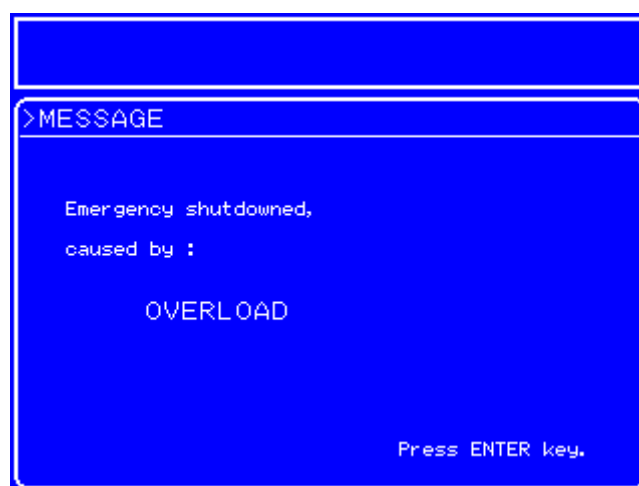 >MESSAGE
Emergency shutdowned,
caused by :
OVERLOAD
Press ENTER key.